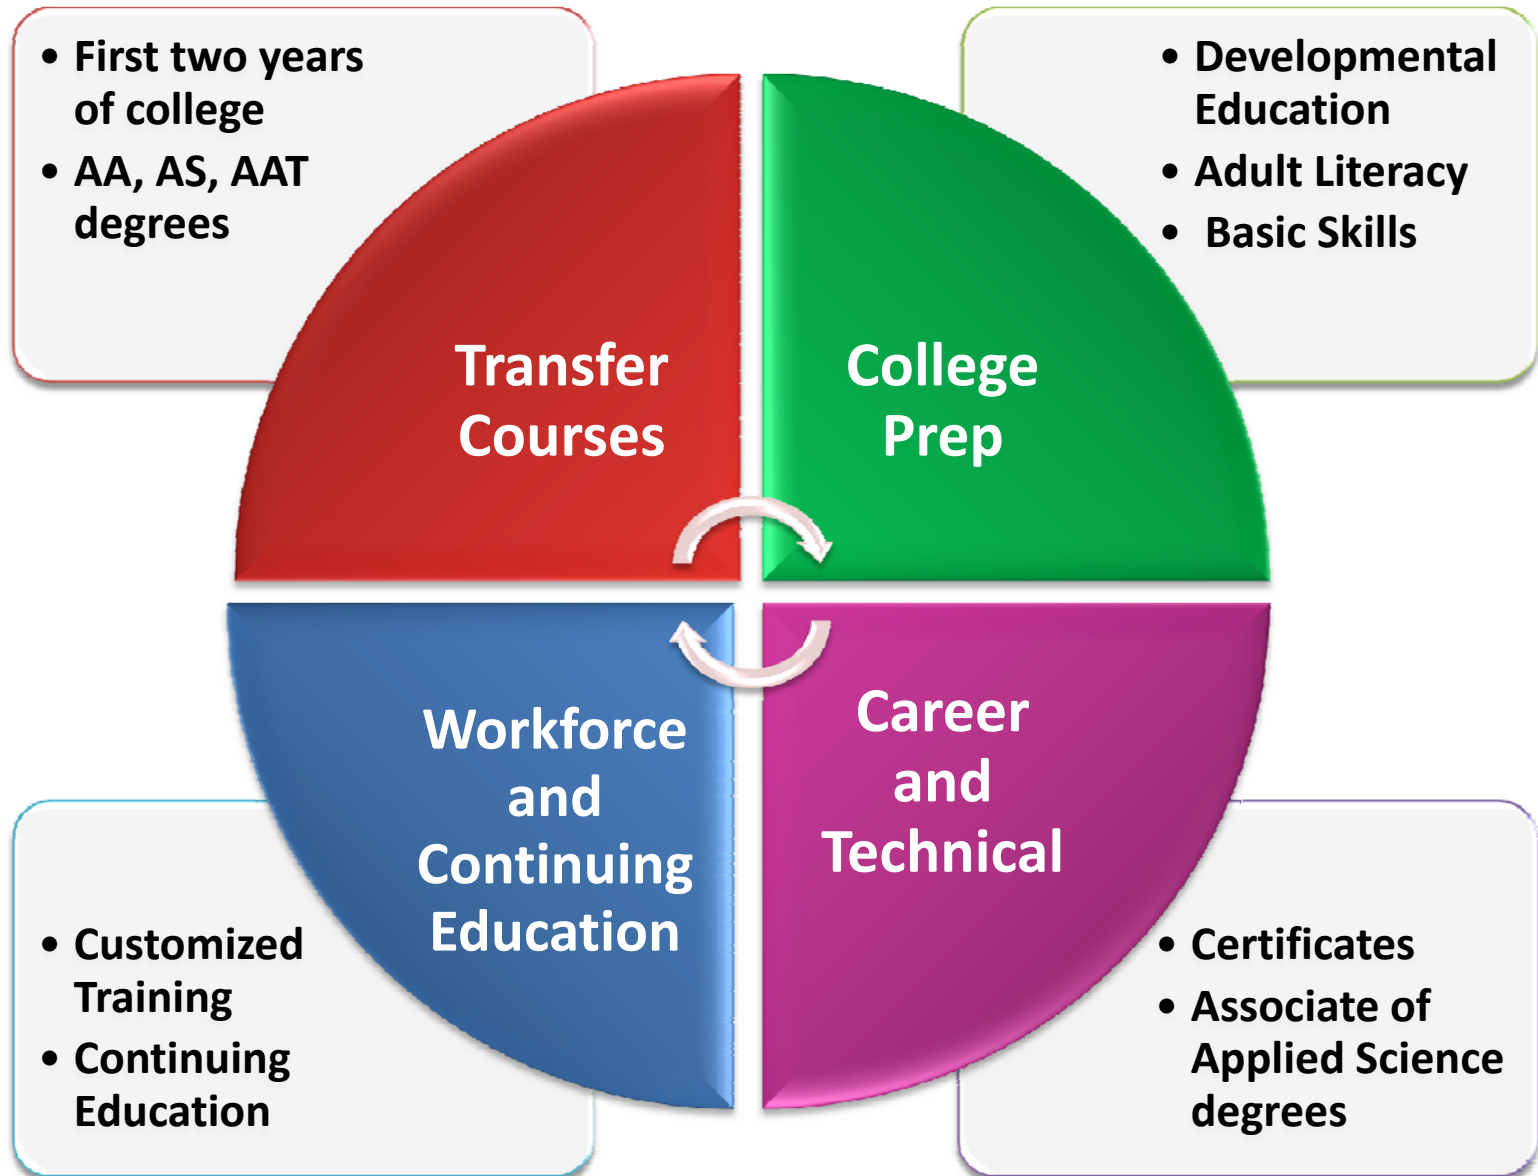 • First two years
of college
• AA, AS, AAT
degrees
• Developmental
Education
• Adult Literacy
• Basic Skills
Transfer
Courses
College
Prep
Workforce
and
Continuing
Education
Career
and
Technical
• Customized
Training
• Continuing
Education
• Certificates
• Associate of
Applied Science
degrees